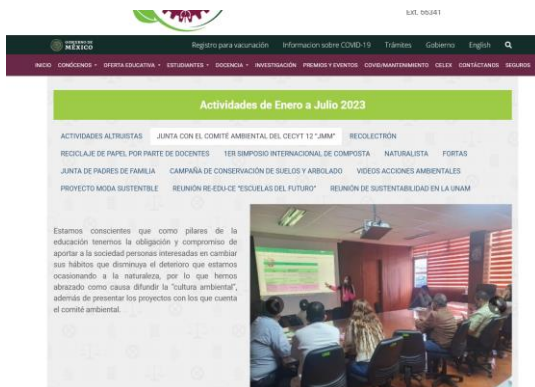 Ext. 56341
GOBIERNO DE
MÉXICO
Registro para vacunación Informacion sobre COVID-19 Trámites Gobierno English
INICIO CONÓCENOS OFERTA EDUCATIVA ESTUDIANTES DOCENCIA INVESTIGACIÓN PREMIOS Y EVENTOS COVID/MANTENIMIENTO CELEX CONTÁCTANOS SEGUROS
Actividades de Enero a Julio 2023
ACTIVIDADES ALTRUISTAS JUNTA CON EL COMITÉ AMBIENTAL DEL CECYT 12 "JMM" RECOLECTRÓN
RECICLAJE DE PAPEL POR PARTE DE DOCENTES 1ER SIMPOSIO INTERNACIONAL DE COMPOSTA NATURALISTA FORTAS
JUNTA DE PADRES DE FAMILIA CAMPAÑA DE CONSERVACIÓN DE SUELOS Y ARBOLADO VIDEOS ACCIONES AMBIENTALES
PROYECTO MODA SUSTENTBLE REUNIÓN RE-EDU-CE "ESCUELAS DEL FUTURO" REUNIÓN DE SUSTENTABILIDAD EN LA UNAM
Estamos conscientes que como pilares de la
educación tenernos la obligación y compromiso de
aportar a la sociedad personas interesadas en cambiar
sus hábitos que disminuya el deterioro que estamos
ocasionando a la naturaleza, por lo que hemos
abrazado como causa difundir la "cultura ambiental",
además de presentar los proyectos con los que cuenta
el comité ambiental.